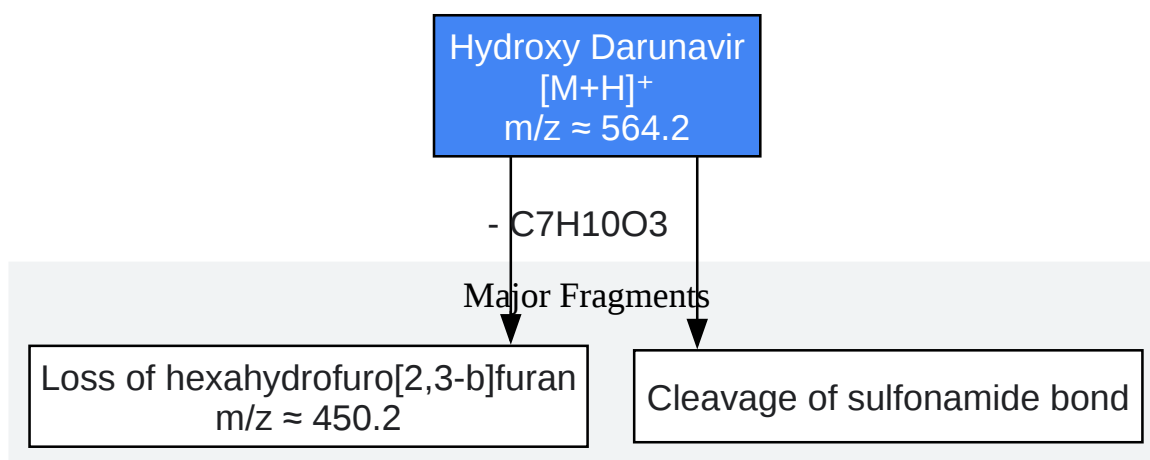 Hydroxy Darunavir
[M+H]⁺
m/z ≈ 564.2
- C7H10O3
Major Fragments
Loss of hexahydrofuro[2,3-b]furan
m/z ≈ 450.2
Cleavage of sulfonamide bond